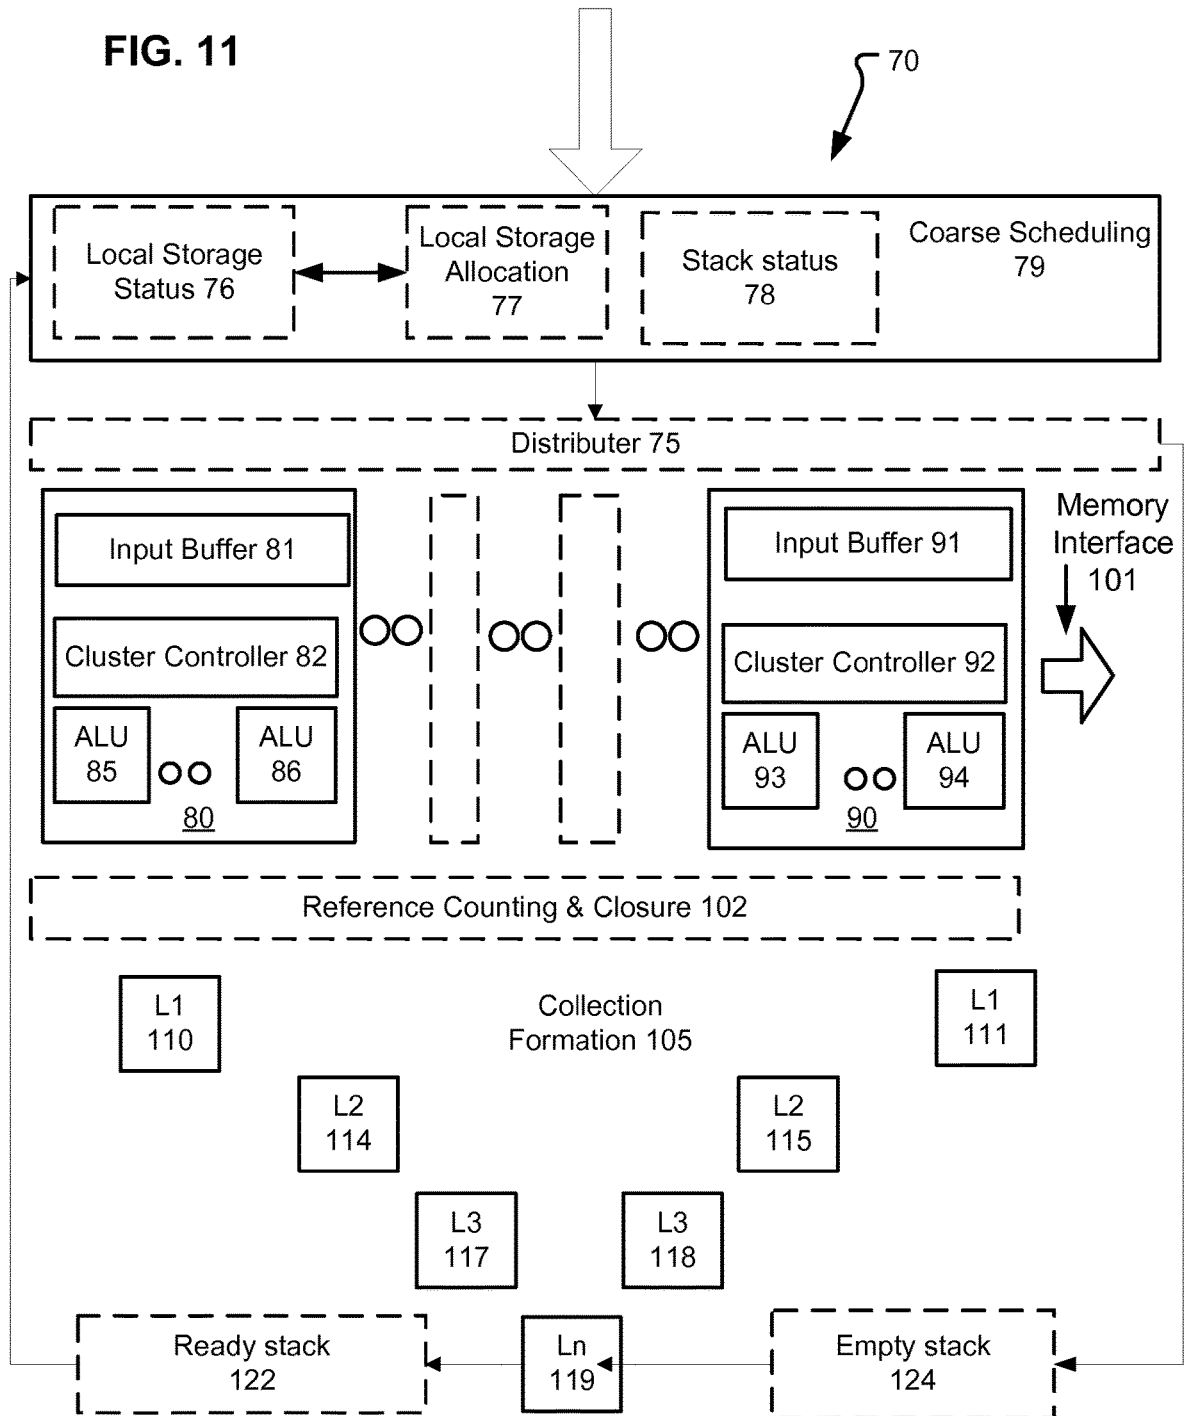 FIG. 11
70
Local Storage
Status 76
Local Storage
Allocation
77
Stack status
78
Coarse Scheduling
79
Distributer 75
Input Buffer 81
Cluster Controller 82
ALU
85
ALU
86
80
Input Buffer 91
Cluster Controller 92
ALU
93
ALU
94
90
Memory
Interface
101
Reference Counting & Closure 102
L1
110
Collection
Formation 105
L1
111
L2
114
L2
115
L3
117
L3
118
Ready stack
122
Ln
119
Empty stack
124